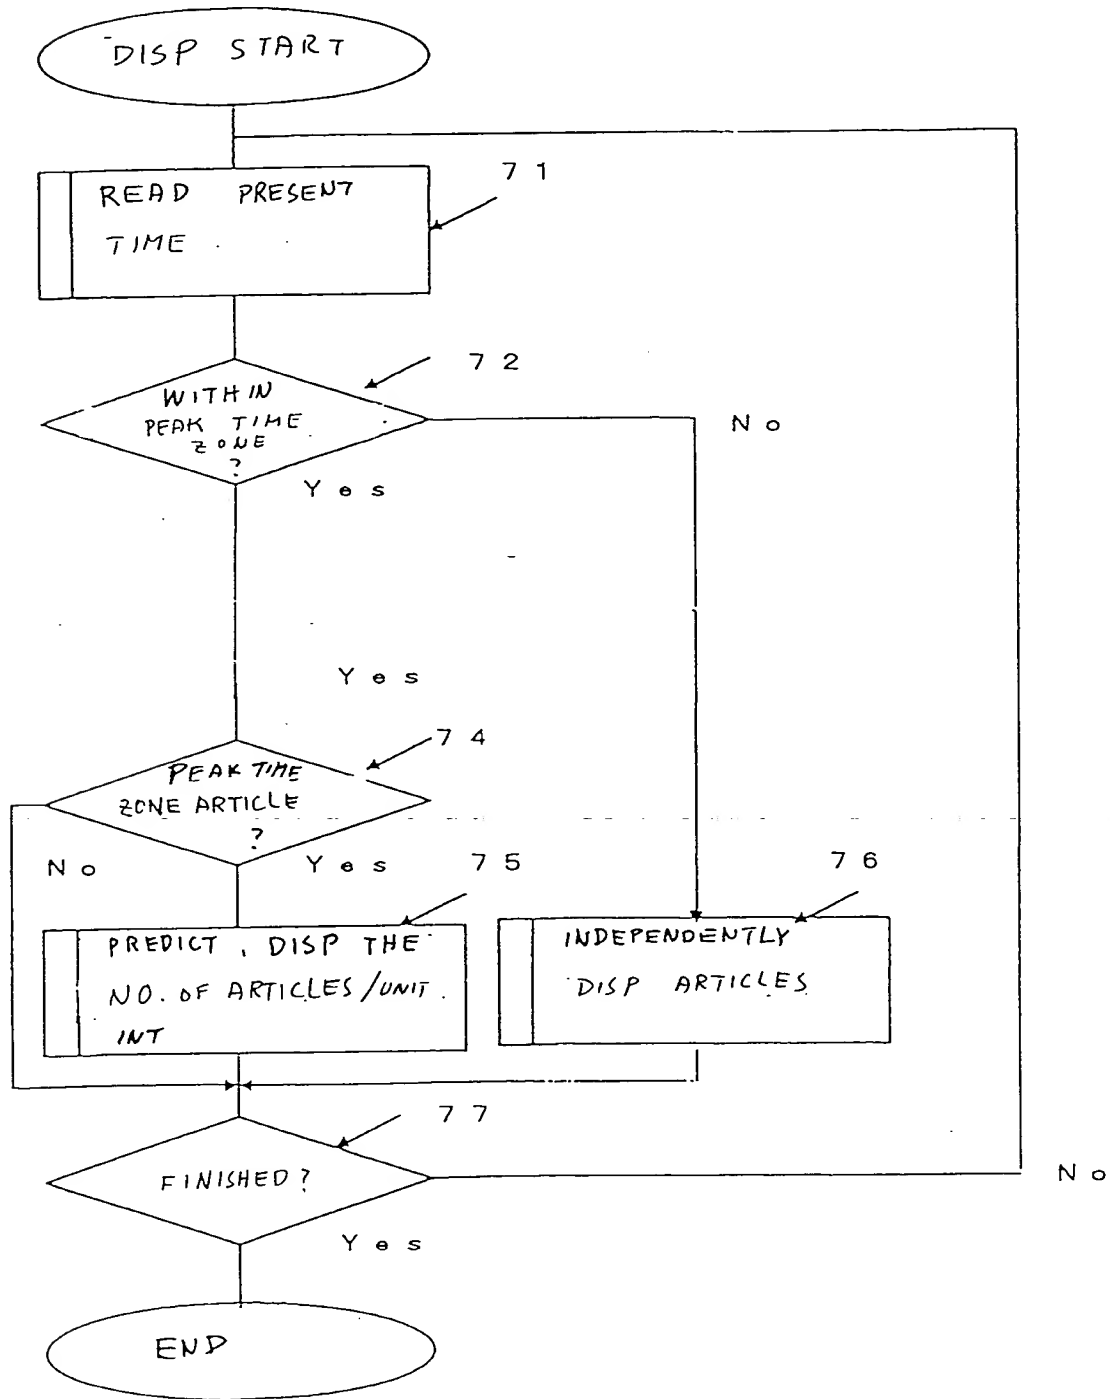 DISP START
READ PRESENT
TIME
71
72
WITHIN
PEAK TIME
ZONE
?
No
Yes
Yes
74
PEAK TIME
ZONE ARTICLE
?
No
Yes
75
76
PREDICT, DISP THE
NO. OF ARTICLES/UNIT
INT
INDEPENDENTLY
DISP ARTICLES
77
FINISHED?
No
Yes
END